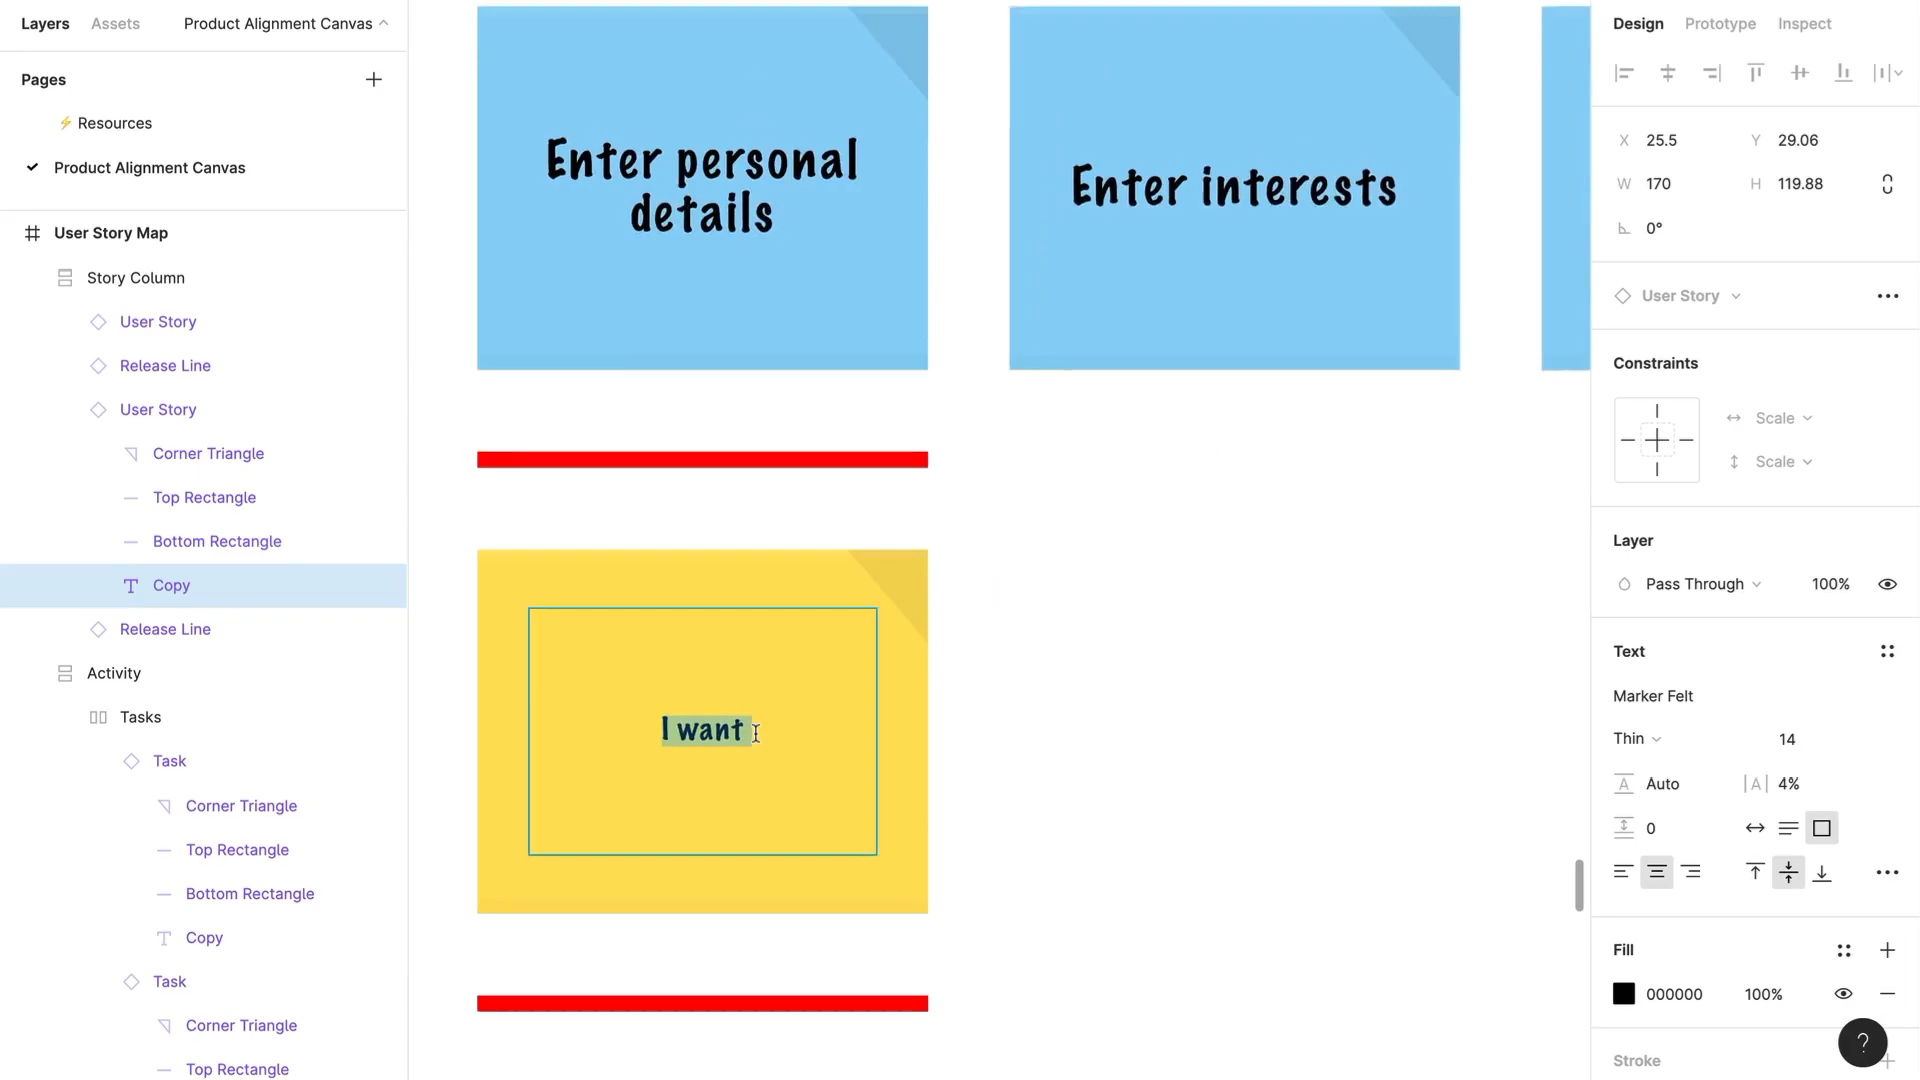 Layers
Assets
Product Alignment Canvas
Pages
⚡ Resources
Product Alignment Canvas
User Story Map
Story Column
User Story
Release Line
User Story
Corner Triangle
Top Rectangle
Bottom Rectangle
Copy
Release Line
Activity
Tasks
Task
Corner Triangle
Top Rectangle
Bottom Rectangle
Copy
Task
Corner Triangle
Top Rectangle
Enter personal
details
Enter interests
I want
Design
Prototype
Inspect
X 25.5 Y 29.06
W 170 H 119.88
0°
User Story
Constraints
Scale
Scale
Layer
Pass Through 100%
Text
Marker Felt
Thin 14
A Auto |A| 4%
0
Fill
000000 100%
Stroke
?